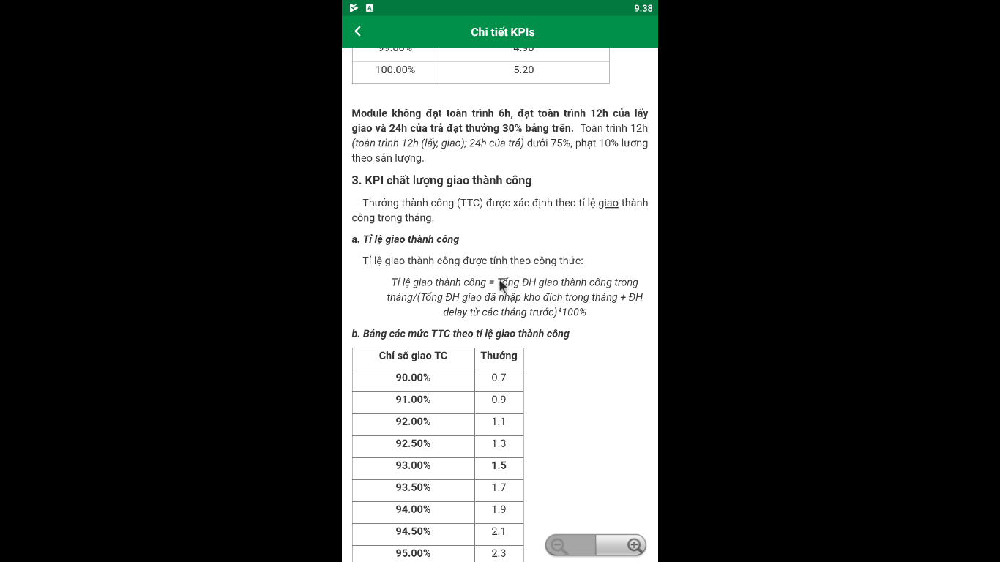 9:38
Chi tiết KPIs
99.00% 4.90
100.00% 5.20
Module không đạt toàn trình 6h, đạt toàn trình 12h của lấy
giao và 24h của trả đạt thưởng 30% bảng trên. Toàn trình 12h
(toàn trình 12h (lấy, giao); 24h của trả) dưới 75%, phạt 10% lương
theo sản lượng.
3. KPI chất lượng giao thành công
Thưởng thành công (TTC) được xác định theo tỉ lệ giao thành
công trong tháng.
a. Tỉ lệ giao thành công
Tỉ lệ giao thành công được tính theo công thức:
Tỉ lệ giao thành công = Tổng ĐH giao thành công trong
tháng/(Tổng ĐH giao đã nhập kho đích trong tháng + ĐH
delay từ các tháng trước)*100%
b. Bảng các mức TTC theo tỉ lệ giao thành công
Chỉ số giao TC Thưởng
90.00% 0.7
91.00% 0.9
92.00% 1.1
92.50% 1.3
93.00% 1.5
93.50% 1.7
94.00% 1.9
94.50% 2.1
95.00% 2.3